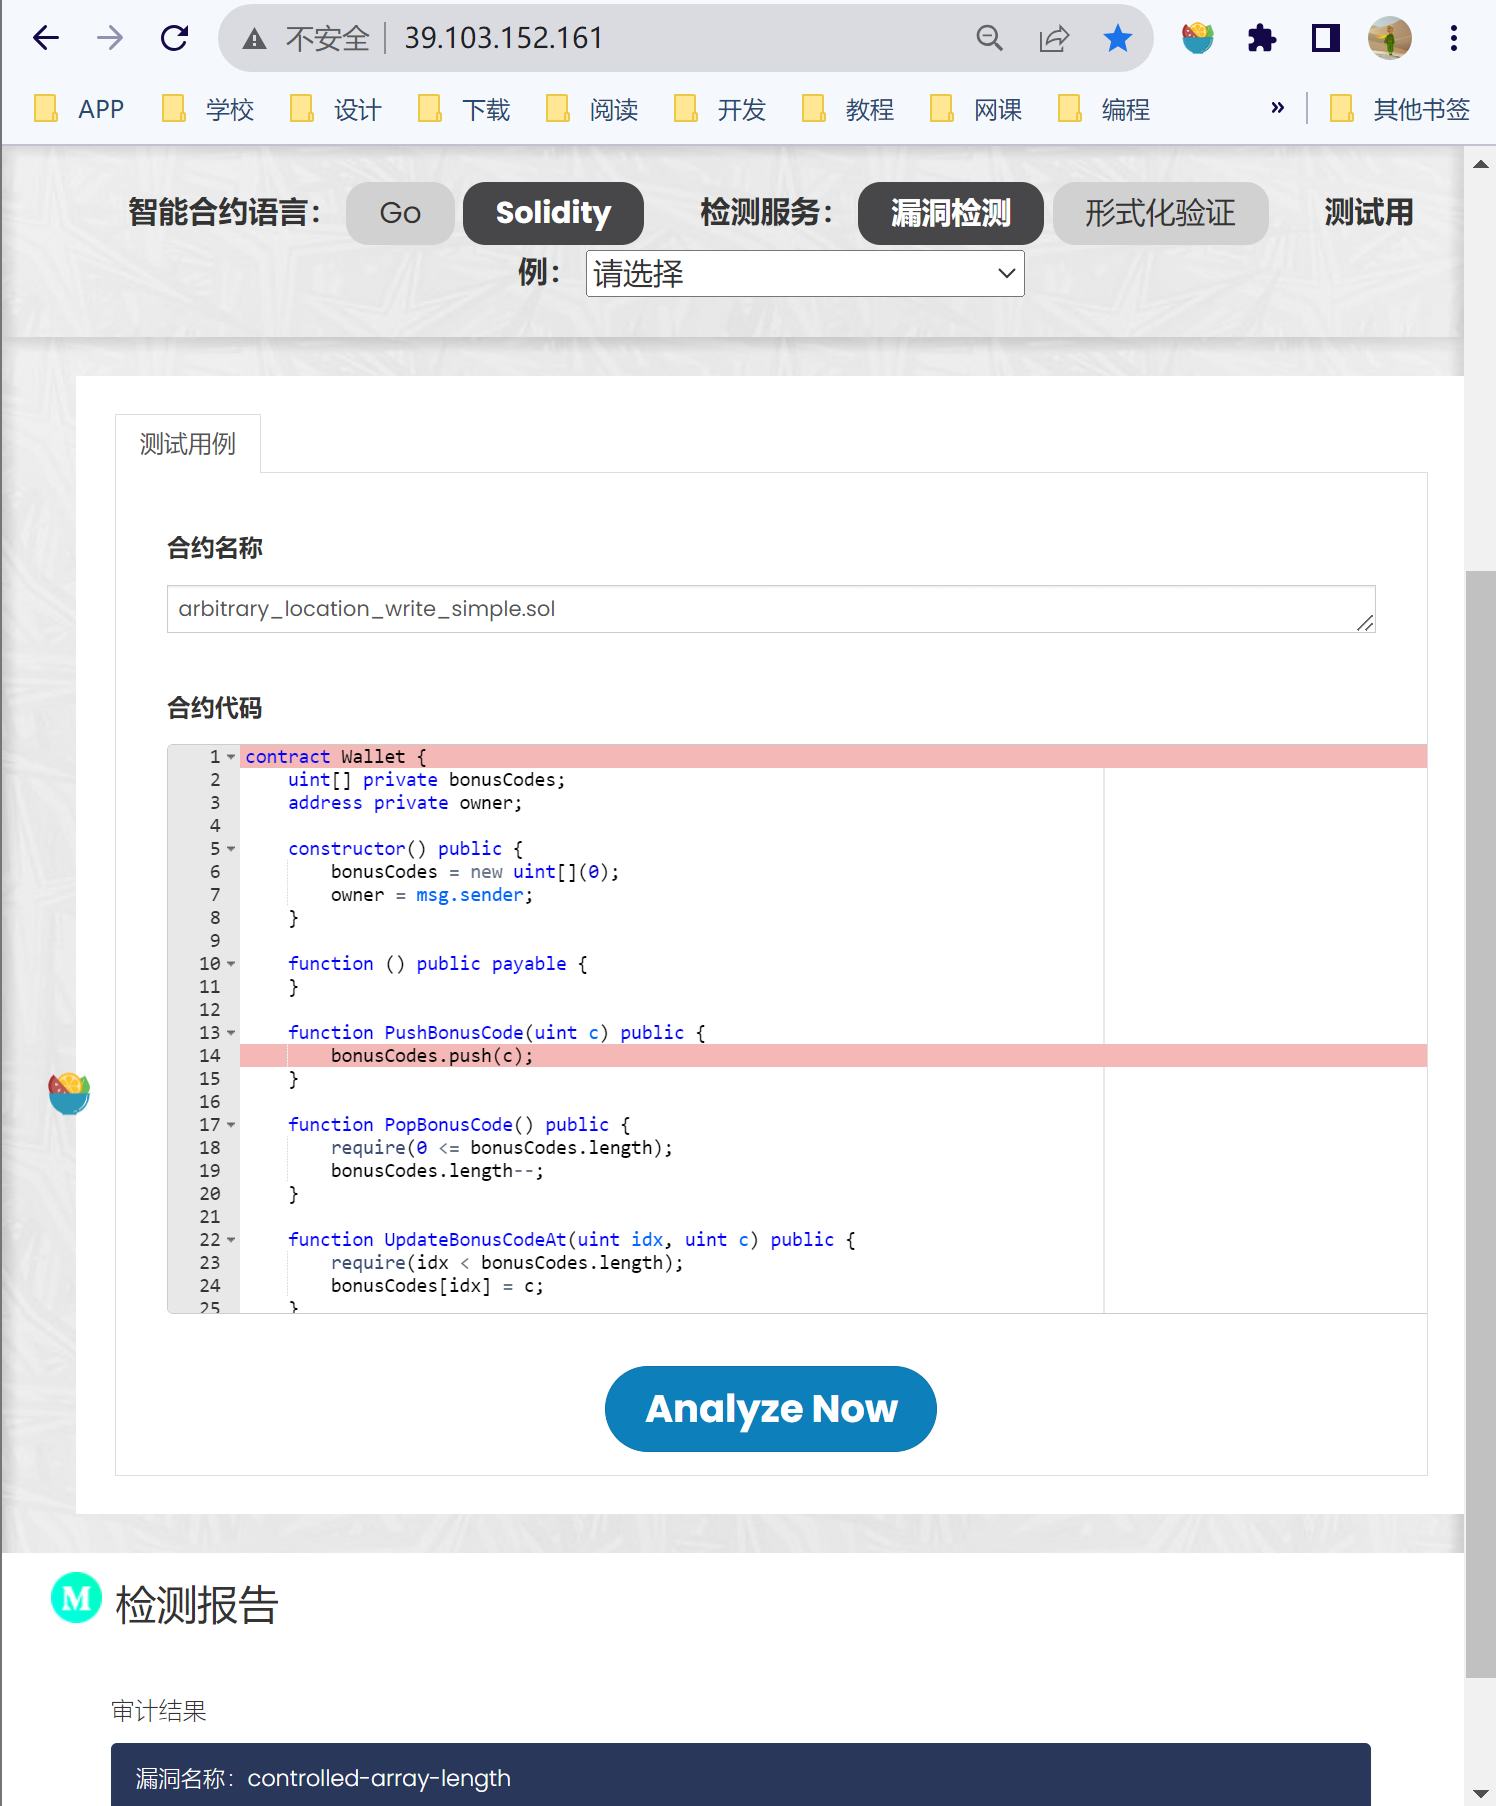 不安全 39.103.152.161
APP 学校 设计 下载 阅读 开发 教程 网课 编程 » 其他书签
智能合约语言： Go Solidity 检测服务： 漏洞检测 形式化验证 测试用
例： 请选择
测试用例
合约名称
arbitrary_location_write_simple.sol
合约代码
1 contract Wallet {
2 uint[] private bonusCodes;
3 address private owner;
4
5 constructor() public {
6 bonusCodes = new uint[](0);
7 owner = msg.sender;
8 }
9
10 function () public payable {
11 }
12
13 function PushBonusCode(uint c) public {
14 bonusCodes.push(c);
15 }
16
17 function PopBonusCode() public {
18 require(0 <= bonusCodes.length);
19 bonusCodes.length--;
20 }
21
22 function UpdateBonusCodeAt(uint idx, uint c) public {
23 require(idx < bonusCodes.length);
24 bonusCodes[idx] = c;
25 }
Analyze Now
M 检测报告
审计结果
漏洞名称：controlled-array-length